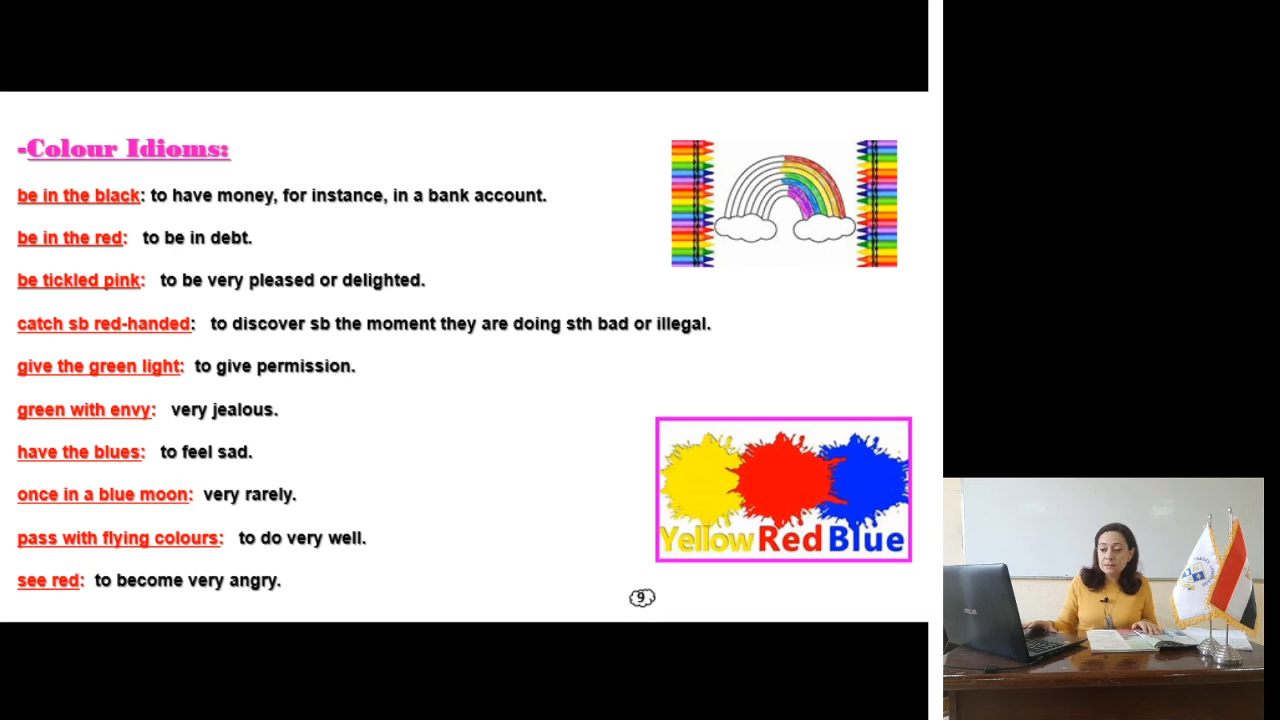 -Colour Idioms:
be in the black: to have money, for instance, in a bank account.
be in the red: to be in debt.
be tickled pink: to be very pleased or delighted.
catch sb red-handed: to discover sb the moment they are doing sth bad or illegal.
give the green light: to give permission.
green with envy: very jealous.
have the blues: to feel sad.
once in a blue moon: very rarely.
pass with flying colours: to do very well.
see red: to become very angry.
Yellow Red Blue
9